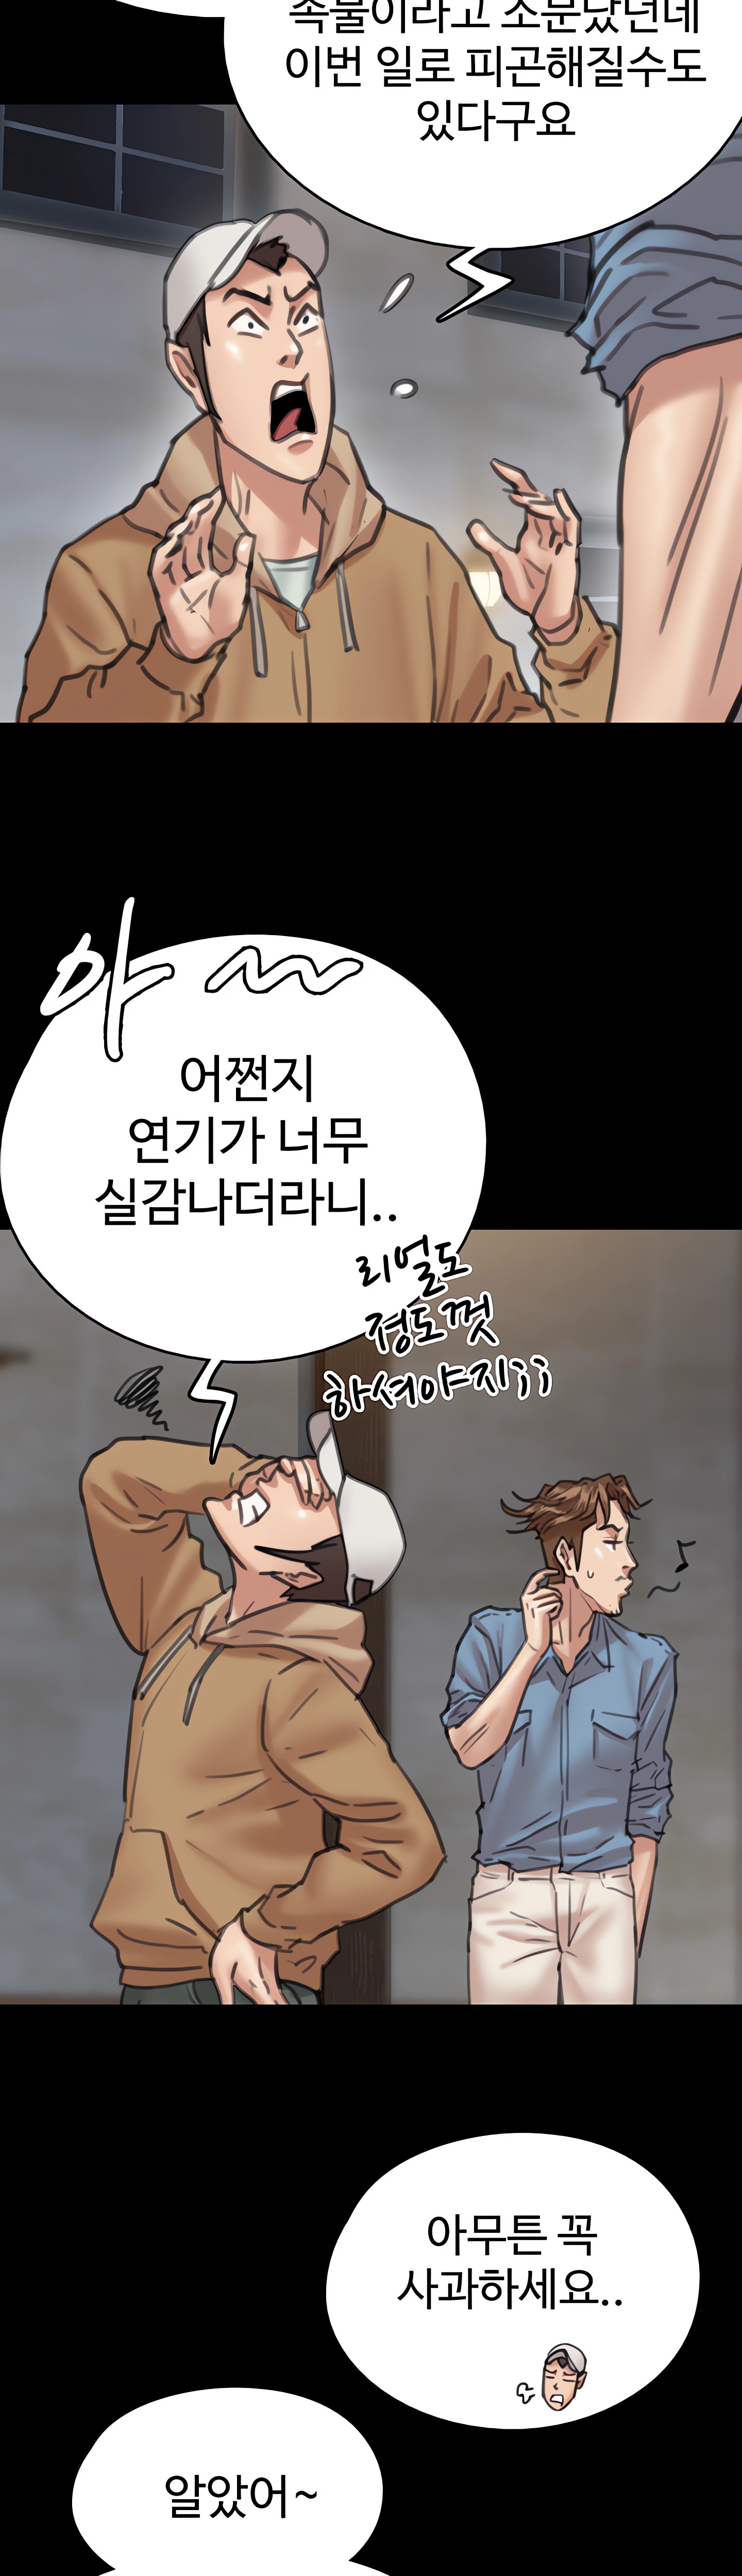 속물이라고 소문났던데
이번 일로 피곤해질수도
있다구요
아~
어쩐지
연기가 너무
실감나더라니..
리얼도
정도껏
하셔야지;;
아무튼 꼭
사과하세요..
알았어~